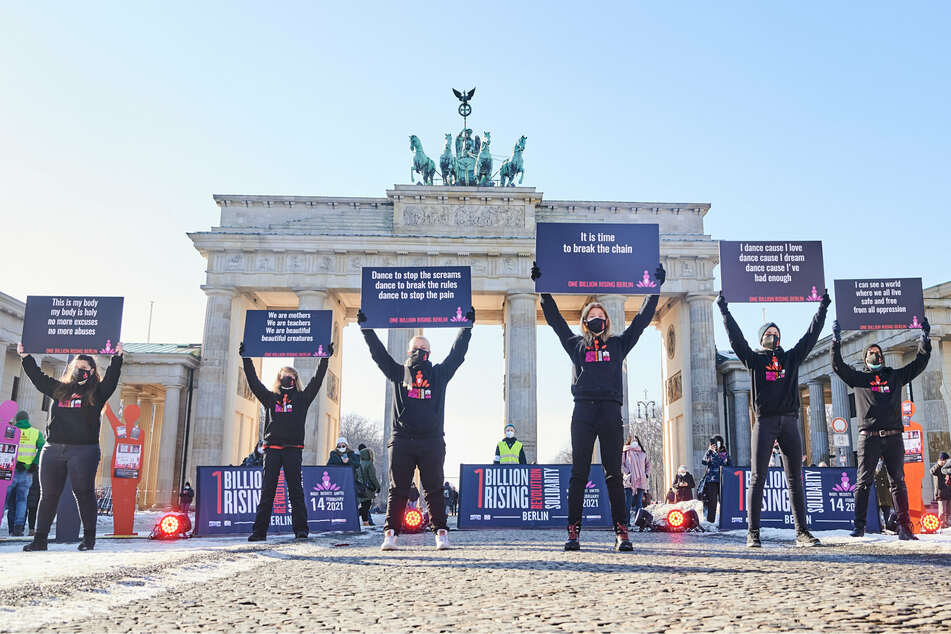 This is my body
my body is holy
no more excuses
no more abuses
ONE BILLION RISING BERLIN
We are mothers
We are teachers
We are beautiful
beautiful creatures
ONE BILLION RISING BERLIN
Dance to stop the screams
dance to break the rules
dance to stop the pain
ONE BILLION RISING BERLIN
It is time
to break the chain
ONE BILLION RISING BERLIN
I dance cause I love
dance cause I dream
dance cause I've
had enough
ONE BILLION RISING BERLIN
I can see a world
where we all live
safe and free
from all oppression
ONE BILLION RISING BERLIN
1 BILLION
RISING
BERLIN
14 FEBRUARY
2021
1 BILLION
RISING
BERLIN
REVOLUTION
SOLIDARITY
SOLIDARITY
14 FEBRUARY
2021